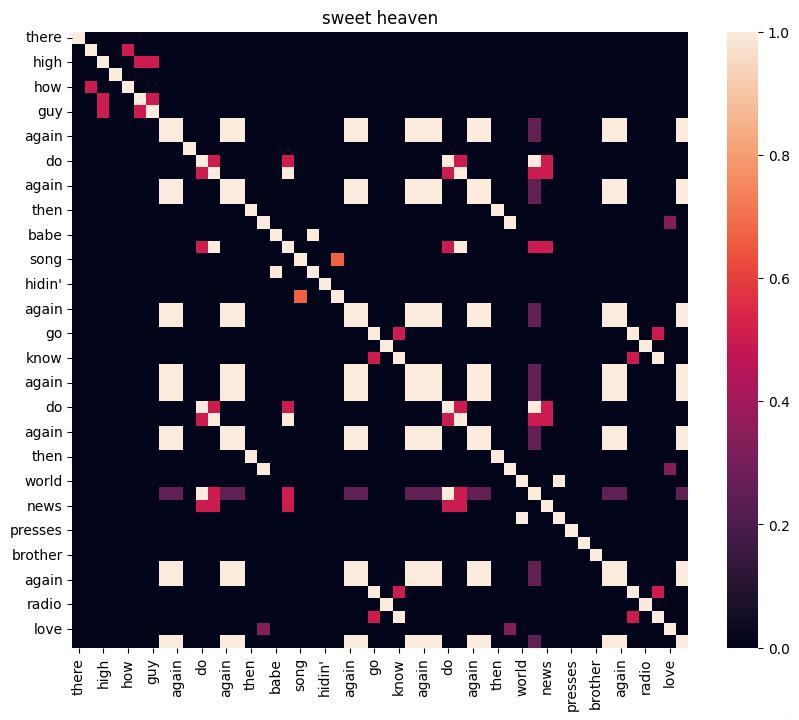 sweet heaven
there
high
how
guy
again
do
again
then
babe
song
hidin'
again
go
know
again
do
again
then
world
news
presses
brother
again
radio
love
there
high
how
guy
again
do
again
then
babe
song
hidin'
again
go
know
again
do
again
then
world
news
presses
brother
again
radio
love
1.0
0.8
0.6
0.4
0.2
0.0